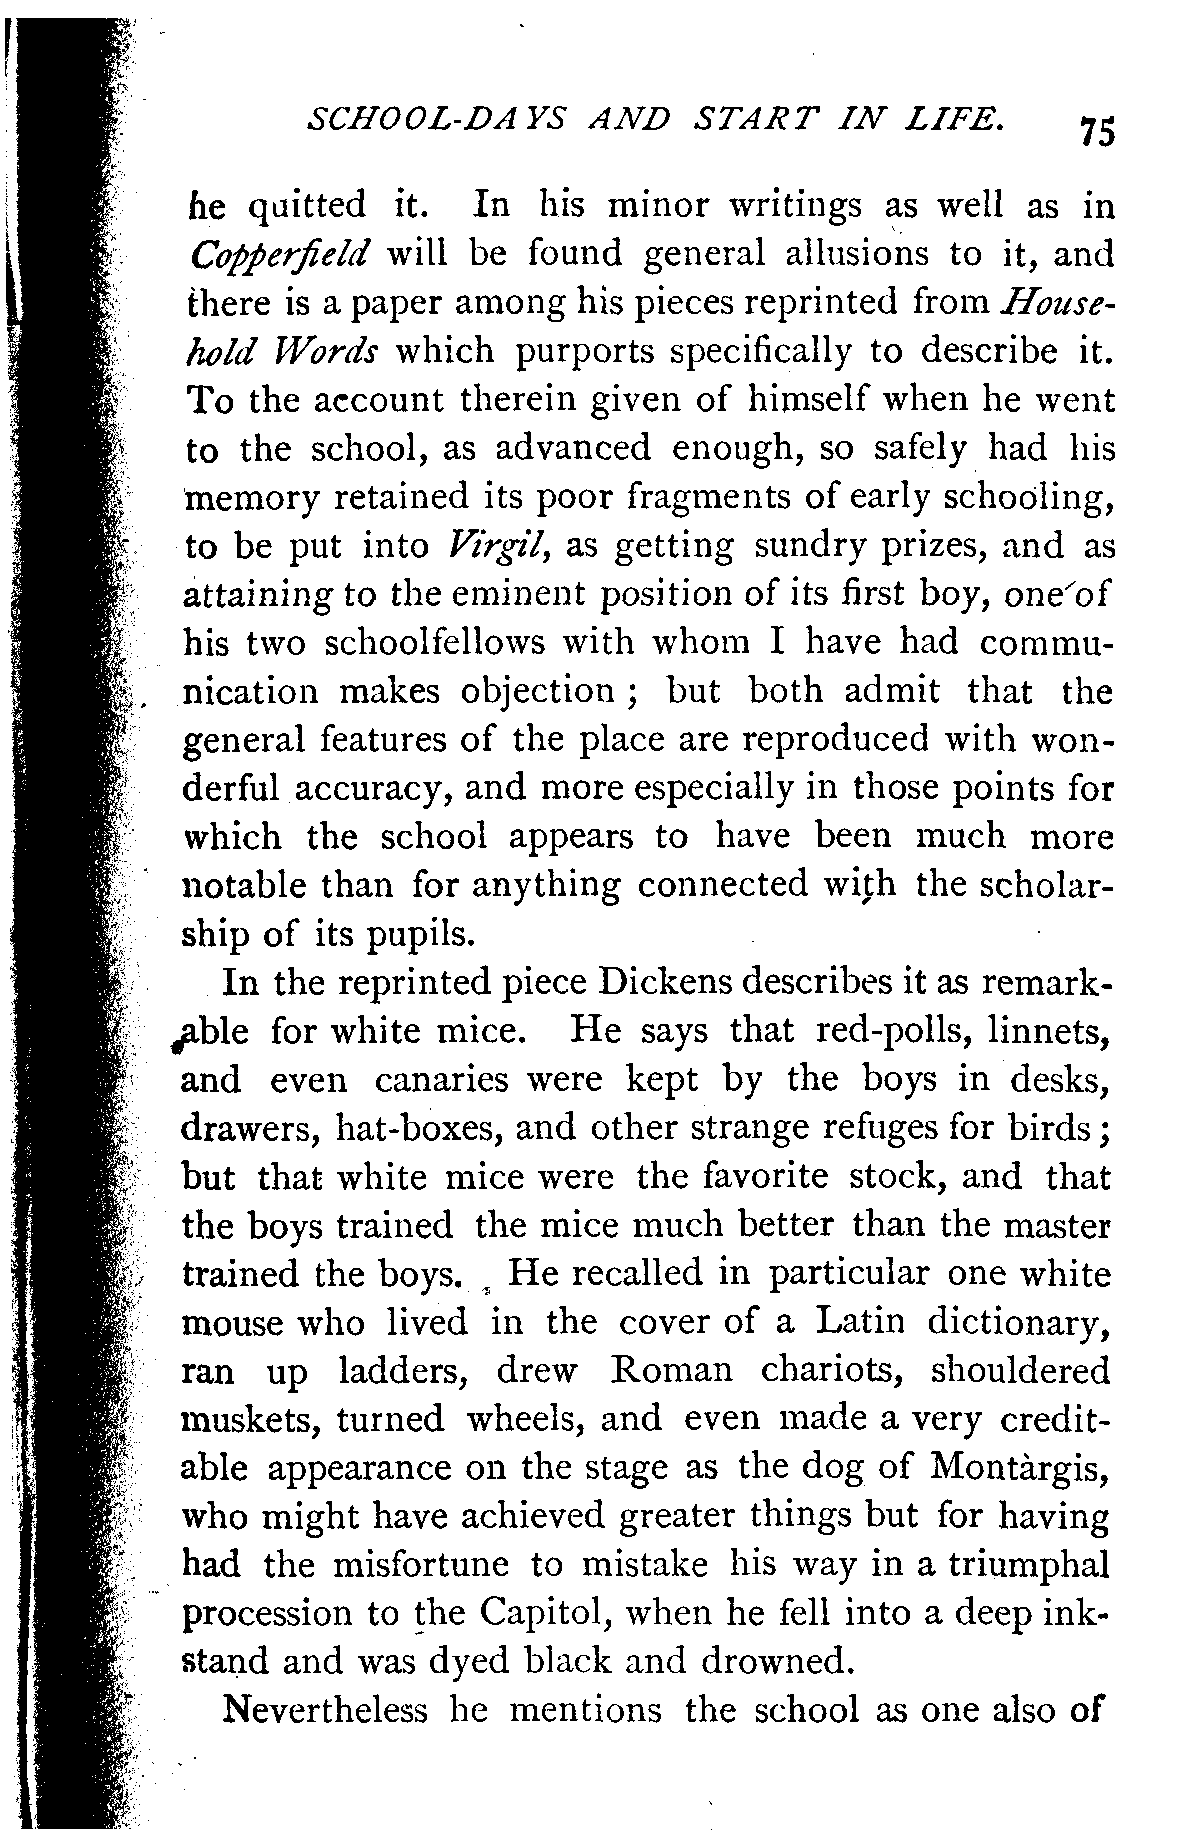 SCHOOL-DAYS AND START IN LIFE. 75
he quitted it. In his minor writings as well as in
Copperfield will be found general allusions to it, and
there is a paper among his pieces reprinted from House-
hold Words which purports specifically to describe it.
To the account therein given of himself when he went
to the school, as advanced enough, so safely had his
memory retained its poor fragments of early schooling,
to be put into Virgil, as getting sundry prizes, and as
attaining to the eminent position of its first boy, one of
his two schoolfellows with whom I have had commu-
nication makes objection ; but both admit that the
general features of the place are reproduced with won-
derful accuracy, and more especially in those points for
which the school appears to have been much more
notable than for anything connected with the scholar-
ship of its pupils.
In the reprinted piece Dickens describes it as remark-
able for white mice. He says that red-polls, linnets,
and even canaries were kept by the boys in desks,
drawers, hat-boxes, and other strange refuges for birds ;
but that white mice were the favorite stock, and that
the boys trained the mice much better than the master
trained the boys. He recalled in particular one white
mouse who lived in the cover of a Latin dictionary,
ran up ladders, drew Roman chariots, shouldered
muskets, turned wheels, and even made a very credit-
able appearance on the stage as the dog of Montàrgis,
who might have achieved greater things but for having
had the misfortune to mistake his way in a triumphal
procession to the Capitol, when he fell into a deep ink-
stand and was dyed black and drowned.
Nevertheless he mentions the school as one also of